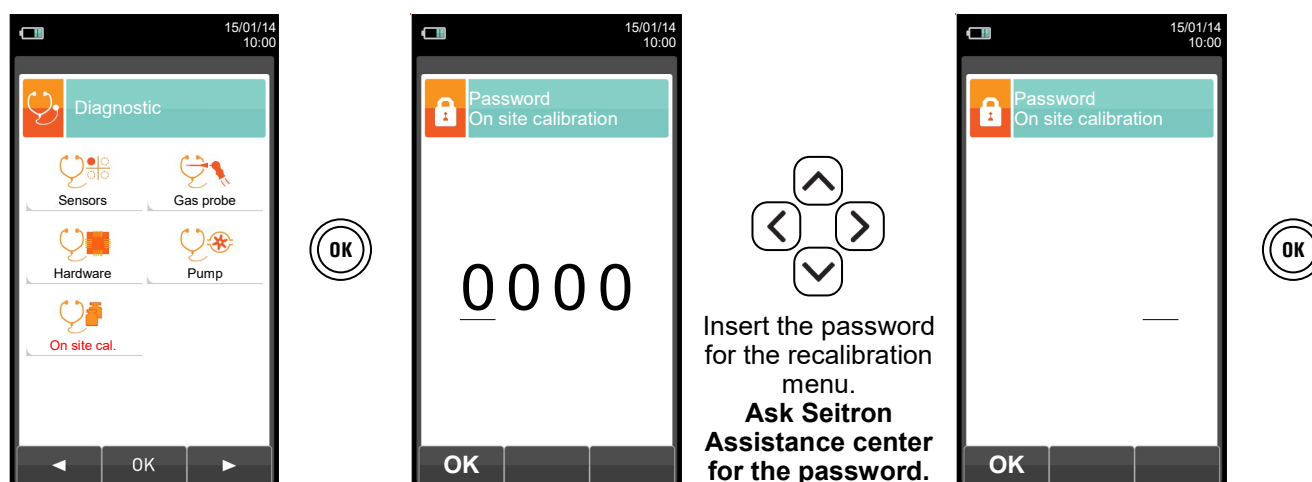 15/01/14
10:00
Diagnostic
Sensors
Gas probe
Hardware
Pump
On site cal.
◄ OK ►
OK
15/01/14
10:00
Password
On site calibration
0000
OK
Insert the password
for the recalibration
menu.
Ask Seitron
Assistance center
for the password.
15/01/14
10:00
Password
On site calibration
OK
OK